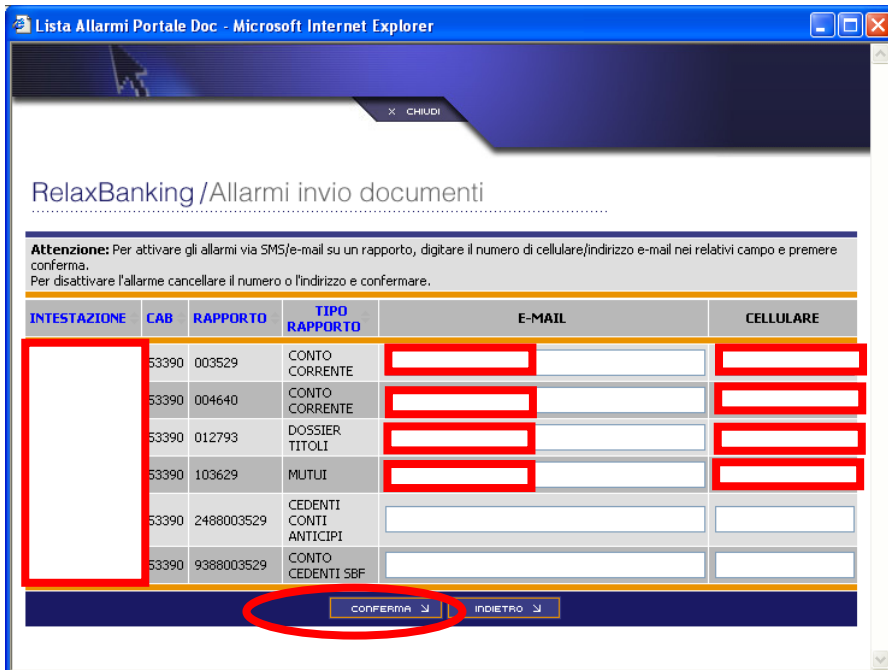 Lista Allarmi Portale Doc - Microsoft Internet Explorer
X CHIUDI
RelaxBanking /Allarmi invio documenti
Attenzione: Per attivare gli allarmi via SMS/e-mail su un rapporto, digitare il numero di cellulare/indirizzo e-mail nei relativi campo e premere
conferma.
Per disattivare l'allarme cancellare il numero o l'indirizzo e confermare.
INTESTAZIONE CAB RAPPORTO TIPO RAPPORTO E-MAIL CELLULARE
53390 003529 CONTO CORRENTE
53390 004640 CONTO CORRENTE
53390 012793 DOSSIER TITOLI
53390 103629 MUTUI
53390 2488003529 CEDENTI CONTI ANTICIPI
53390 9388003529 CONTO CEDENTI SBF
CONFERMA INDIETRO